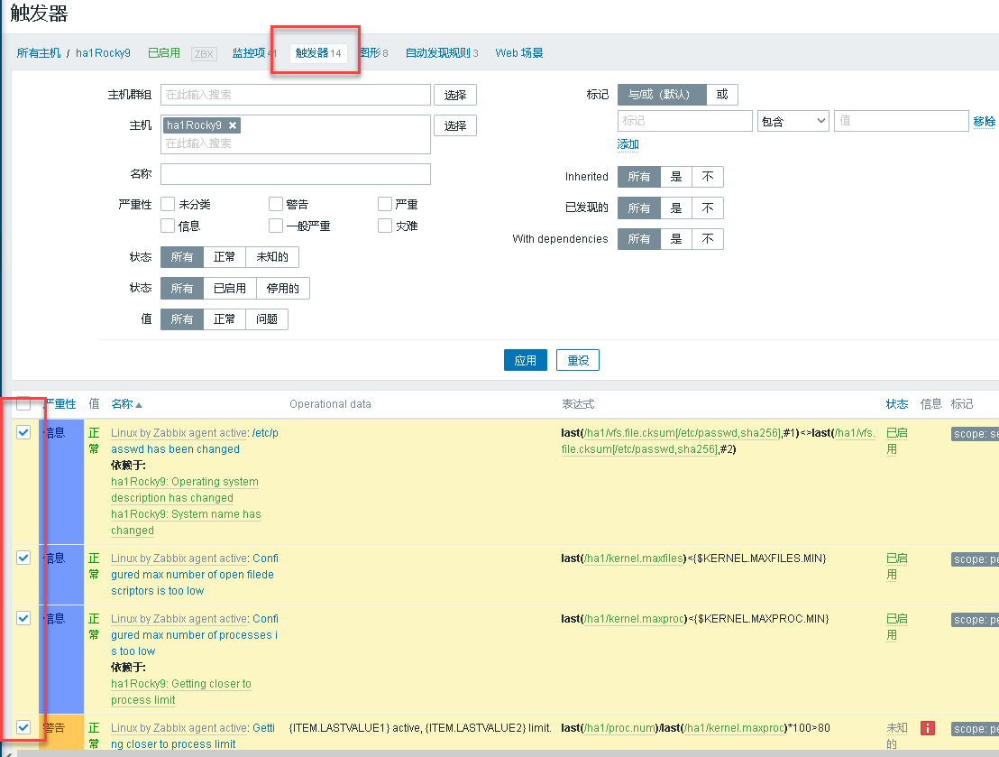 触发器
所有主机 / ha1Rocky9 已启用 ZBX 监控项 41 触发器 14 图形 8 自动发现规则 3 Web 场景
主机群组 在此输入搜索 选择
标记 与/或（默认） 或
主机 ha1Rocky9 选择
在此输入搜索
标记 包含 值 移除
添加
名称
Inherited 所有 是 不
严重性 未分类 警告 严重
信息 一般严重 灾难
已发现的 所有 是 不
With dependencies 所有 是 不
状态 所有 正常 未知的
状态 所有 已启用 停用的
值 所有 正常 问题
应用 重设
严重性 值 名称 Operational data 表达式 状态 信息 标记
信息 正常 Linux by Zabbix agent active: /etc/p last(/ha1/vfs.file.cksum[/etc/passwd,sha256],#1)<>last(/ha1/vfs. 已启 scope: se
asswd has been changed file.cksum[/etc/passwd,sha256],#2) 用
依赖于:
ha1Rocky9: Operating system
description has changed
ha1Rocky9: System name has
changed
信息 正常 Linux by Zabbix agent active: Confi last(/ha1/kernel.maxfiles)<{$KERNEL.MAXFILES.MIN} 已启 scope: pe
gured max number of open filede 用
scriptors is too low
信息 正常 Linux by Zabbix agent active: Confi last(/ha1/kernel.maxproc)<{$KERNEL.MAXPROC.MIN} 已启 scope: pe
gured max number of processes i 用
s too low
依赖于:
ha1Rocky9: Getting closer to
process limit
警告 正常 Linux by Zabbix agent active: Getti {ITEM.LASTVALUE1} active, {ITEM.LASTVALUE2} limit. last(/ha1/proc.num)/last(/ha1/kernel.maxproc)*100>80 未知 i scope: pe
ng closer to process limit 的